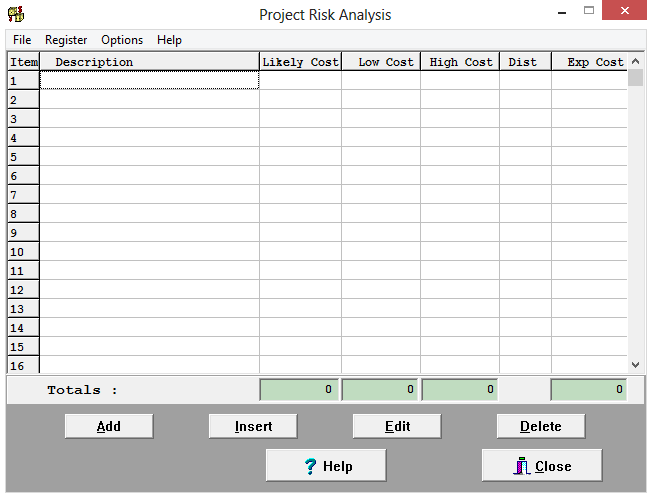 Project Risk Analysis
File Register Options Help
Item Description Likely Cost Low Cost High Cost Dist Exp Cost
1
2
3
4
5
6
7
8
9
10
11
12
13
14
15
16
Totals : 0 0 0 0
Add Insert Edit Delete
? Help Close